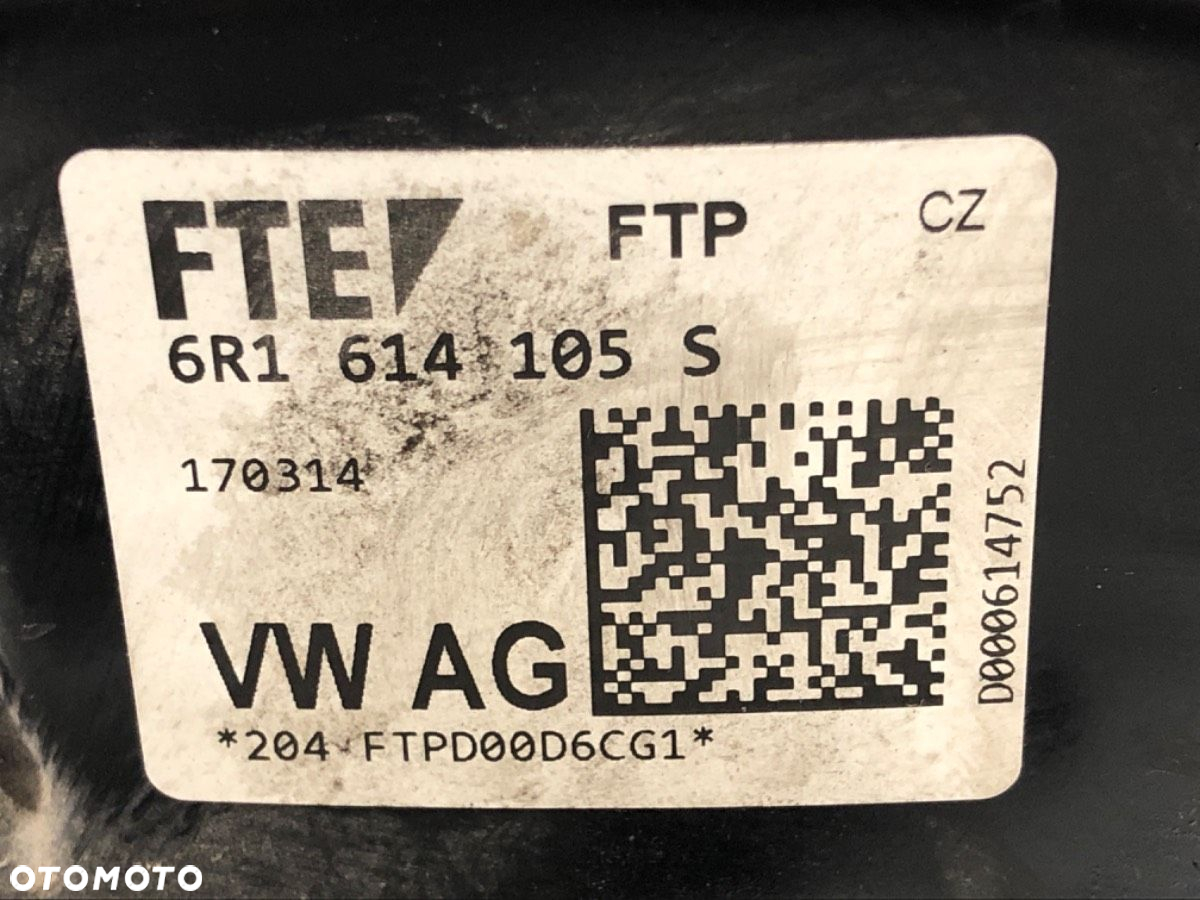 FTE FTP CZ
6R1 614 105 S
170314
D000614752
VW AG
*204 FTPD00D6CG1*
OTOMOTO